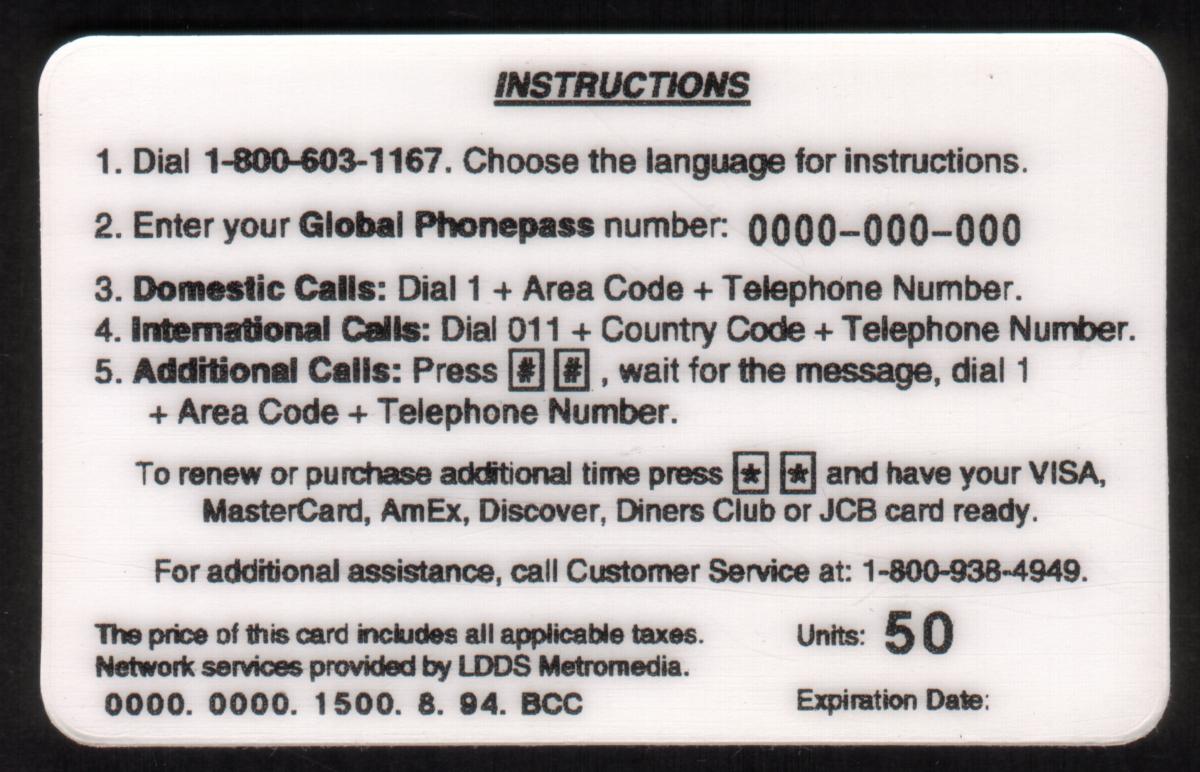 INSTRUCTIONS
1. Dial 1-800-603-1167. Choose the language for instructions.
2. Enter your Global Phonepass number: 0000-000-000
3. Domestic Calls: Dial 1 + Area Code + Telephone Number.
4. International Calls: Dial 011 + Country Code + Telephone Number.
5. Additional Calls: Press # # , wait for the message, dial 1
+ Area Code + Telephone Number.
To renew or purchase additional time press * * and have your VISA,
MasterCard, AmEx, Discover, Diners Club or JCB card ready.
For additional assistance, call Customer Service at: 1-800-938-4949.
The price of this card includes all applicable taxes.
Network services provided by LDDS Metromedia.
0000. 0000. 1500. 8. 94. BCC
Units: 50
Expiration Date: